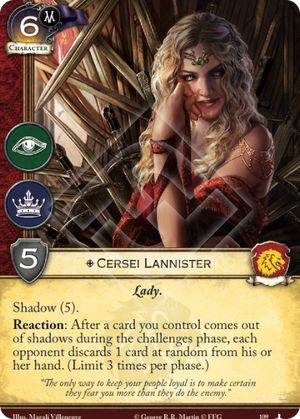 6
CHARACTER
5
CERSEI LANNISTER
Lady.
Shadow (5).
Reaction: After a card you control comes out
of shadows during the challenges phase, each
opponent discards 1 card at random from his or
her hand. (Limit 3 times per phase.)
"The only way to keep your people loyal is to make certain
they fear you more than they do the enemy."
Illus. Magali Villeneuve © George R.R. Martin © FFG 109